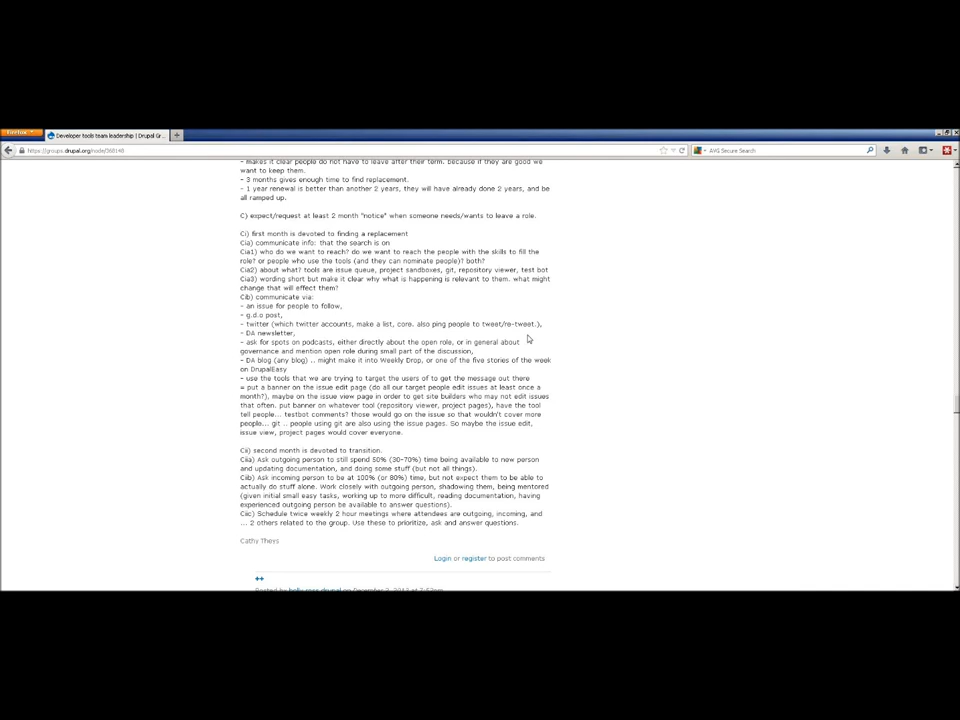 Firefox
Developer tools team leadership | Drupal Gr...
https://groups.drupal.org/node/368148
AVG Secure Search
- makes it clear people do not have to leave after their term. because if they are good we
want to keep them.
- 3 months gives enough time to find replacement.
- 1 year renewal is better than another 2 years, they will have already done 2 years, and be
all ramped up.
C) expect/request at least 2 month "notice" when someone needs/wants to leave a role.
Ci) first month is devoted to finding a replacement
Cia) communicate info: that the search is on
Cia1) who do we want to reach? do we want to reach the people with the skills to fill the
role? or people who use the tools (and they can nominate people)? both?
Cia2) about what? tools are issue queue, project sandboxes, git, repository viewer, test bot
Cia3) wording short but make it clear why what is happening is relevant to them. what might
change that will effect them?
Cib) communicate via:
- an issue for people to follow,
- g.d.o post,
- twitter (which twitter accounts, make a list, core. also ping people to tweet/re-tweet.),
- DA newsletter,
- ask for spots on podcasts, either directly about the open role, or in general about
governance and mention open role during small part of the discussion,
- DA blog (any blog) .. might make it into Weekly Drop, or one of the five stories of the week
on DrupalEasy
- use the tools that we are trying to target the users of to get the message out there
= put a banner on the issue edit page (do all our target people edit issues at least once a
month?), maybe on the issue view page in order to get site builders who may not edit issues
that often. put banner on whatever tool (repository viewer, project pages), have the tool
tell people... testbot comments? those would go on the issue so that wouldn't cover more
people... git .. people using git are also using the issue pages. So maybe the issue edit,
issue view, project pages would cover everyone.
Cii) second month is devoted to transition.
Ciia) Ask outgoing person to still spend 50% (30-70%) time being available to new person
and updating documentation, and doing some stuff (but not all things).
Ciib) Ask incoming person to be at 100% (or 80%) time, but not expect them to be able to
actually do stuff alone. Work closely with outgoing person, shadowing them, being mentored
(given initial small easy tasks, working up to more difficult, reading documentation, having
experienced outgoing person be available to answer questions).
Ciic) Schedule twice weekly 2 hour meetings where attendees are outgoing, incoming, and
... 2 others related to the group. Use these to prioritize, ask and answer questions.
Cathy Theys
Login or register to post comments
++
Posted by holly.ross.drupal on December 2, 2013 at 7:52pm